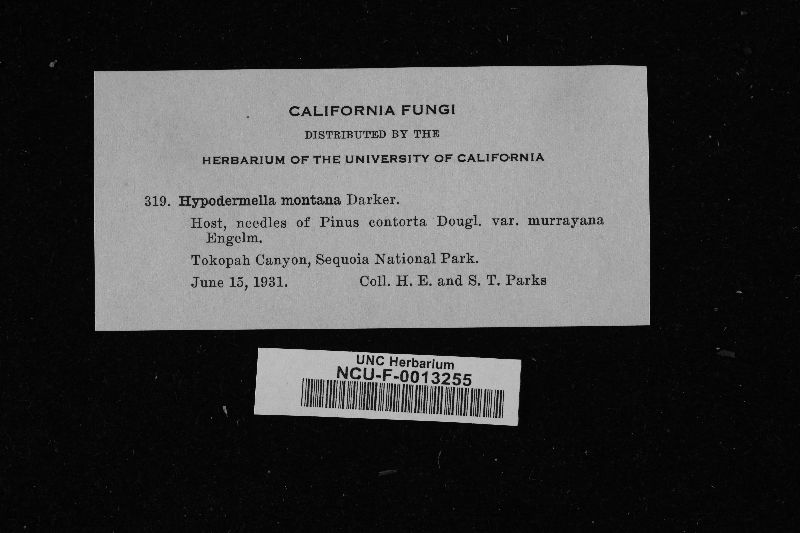 CALIFORNIA FUNGI
DISTRIBUTED BY THE
HERBARIUM OF THE UNIVERSITY OF CALIFORNIA
319. Hypodermella montana Darker.
Host, needles of Pinus contorta Dougl. var. murrayana
Engelm.
Tokopah Canyon, Sequoia National Park.
June 15, 1931. Coll. H. E. and S. T. Parks
UNC Herbarium
NCU-F-0013255